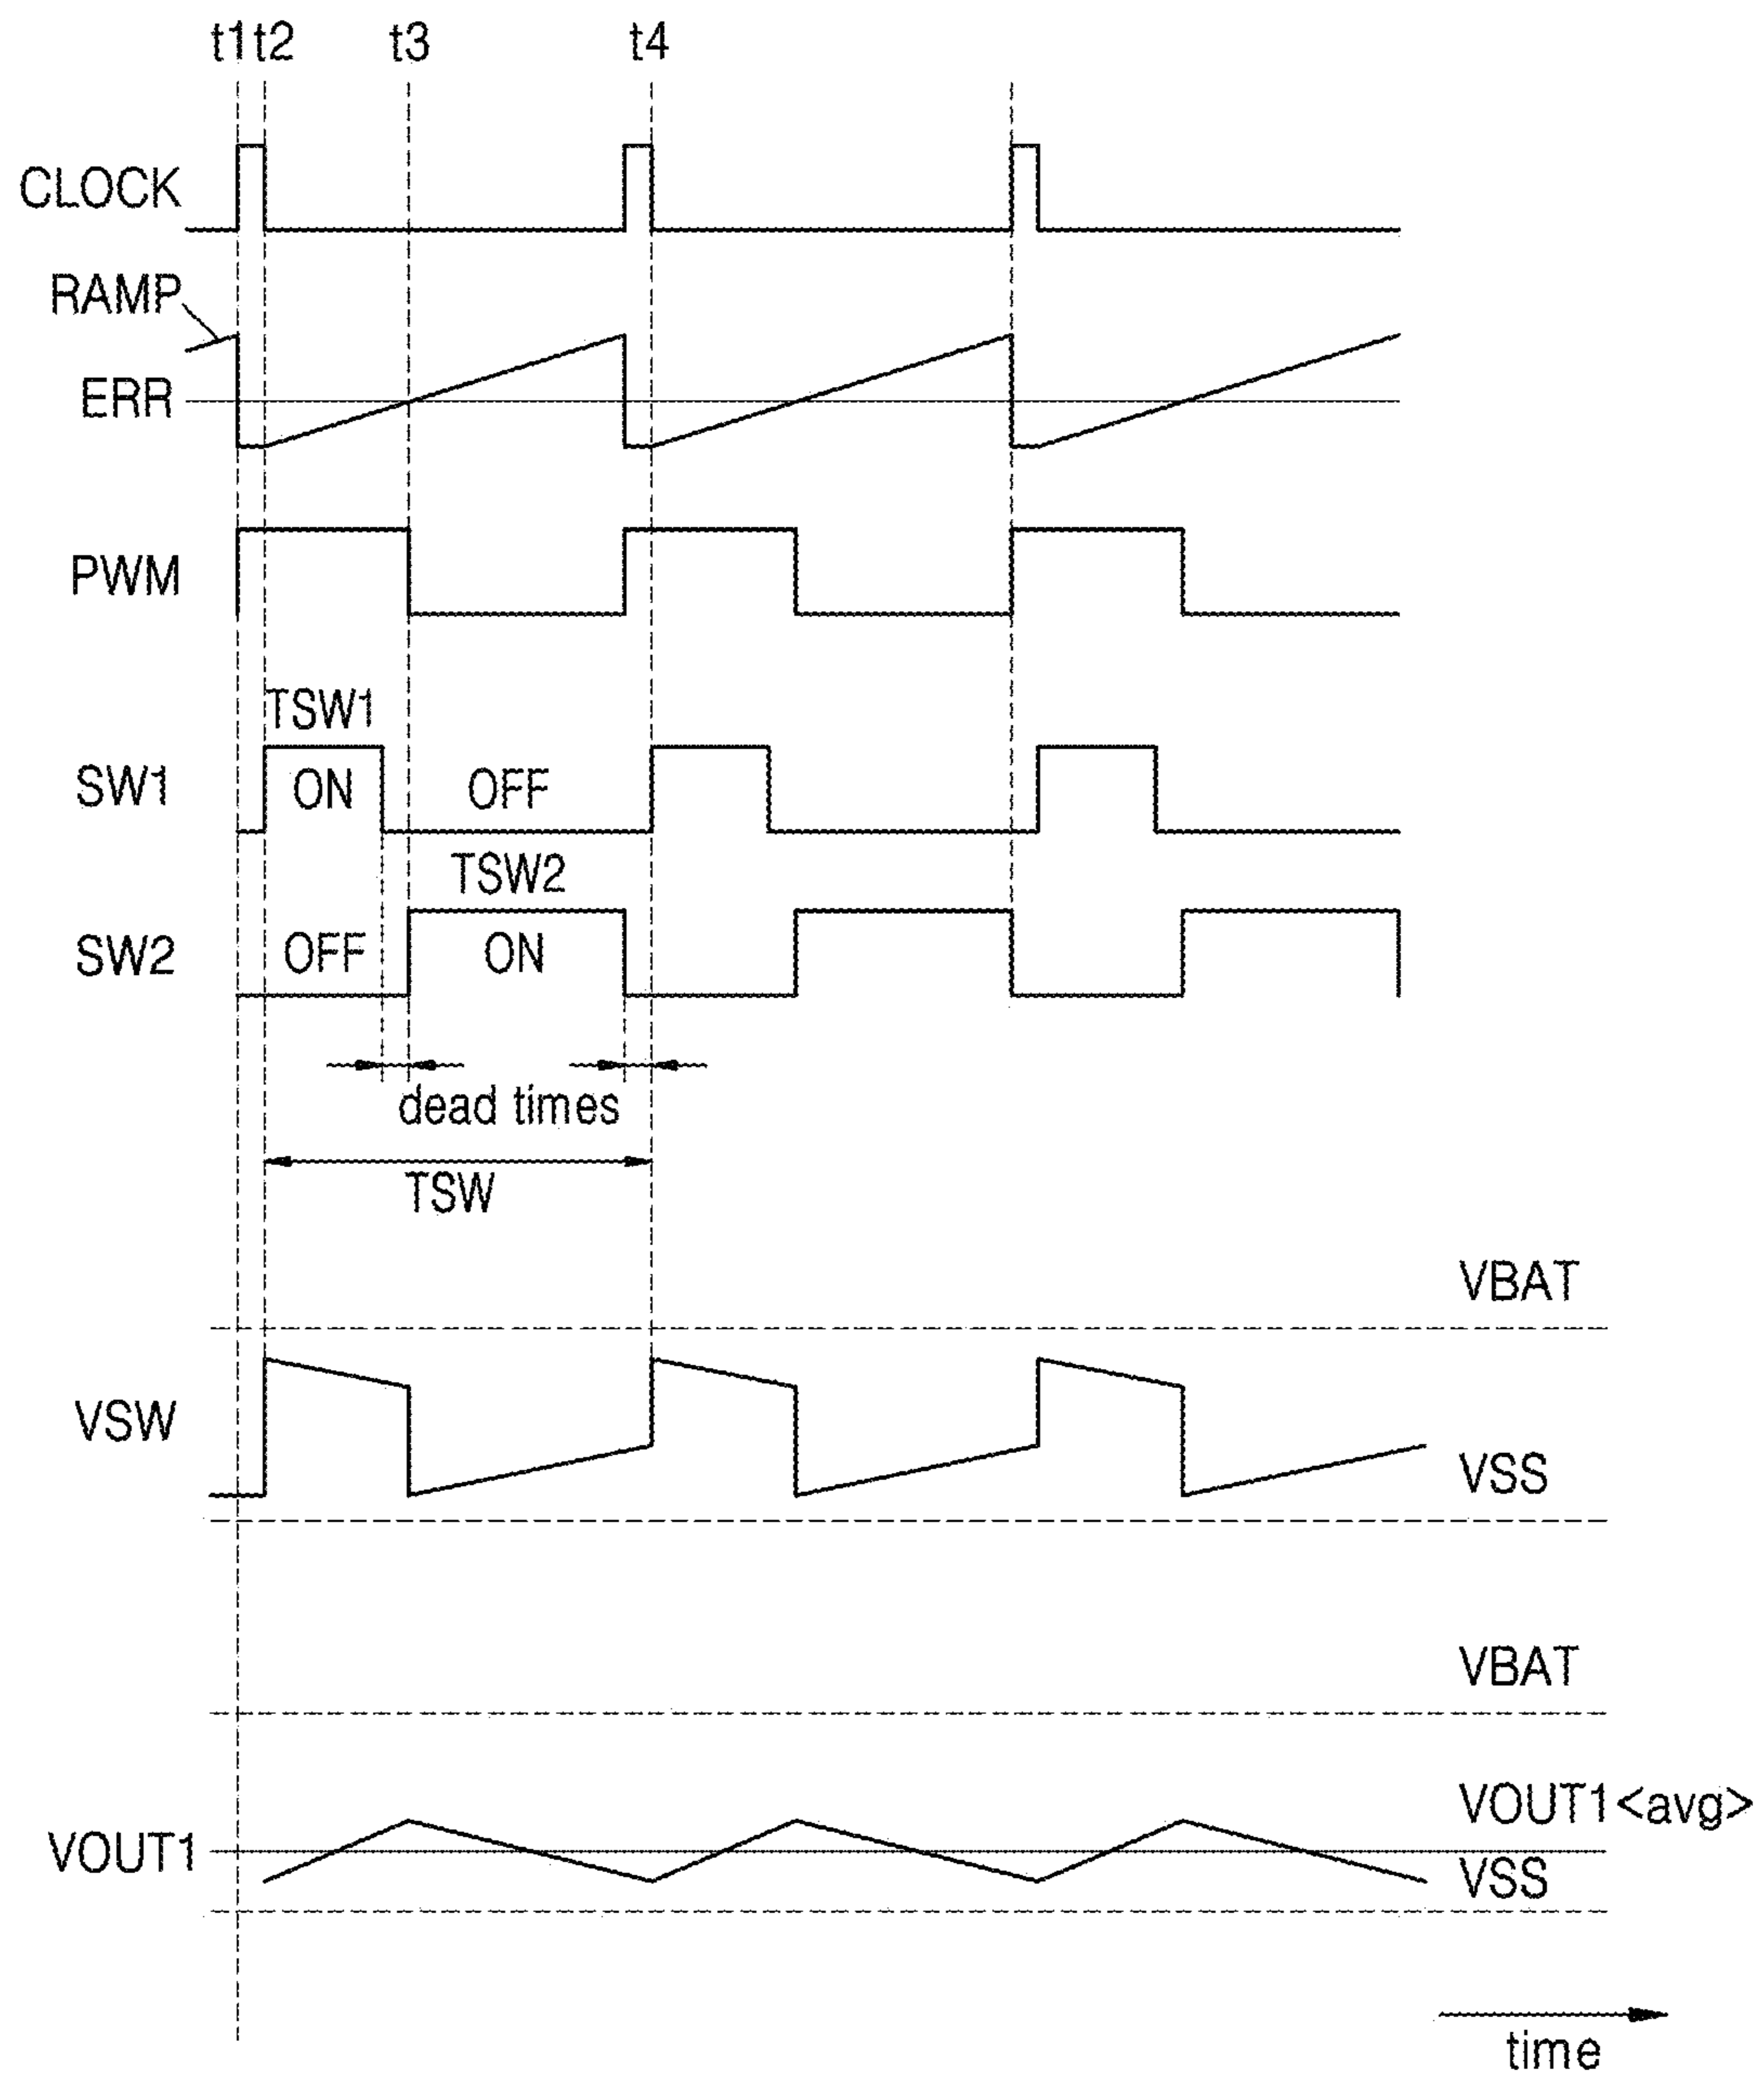 t1 t2 t3 t4
CLOCK
RAMP
ERR
PWM
TSW1
SW1 ON OFF
TSW2
SW2 OFF ON
dead times
TSW
VBAT
VSW
VSS
VBAT
VOUT1<avg>
VOUT1
VSS
time